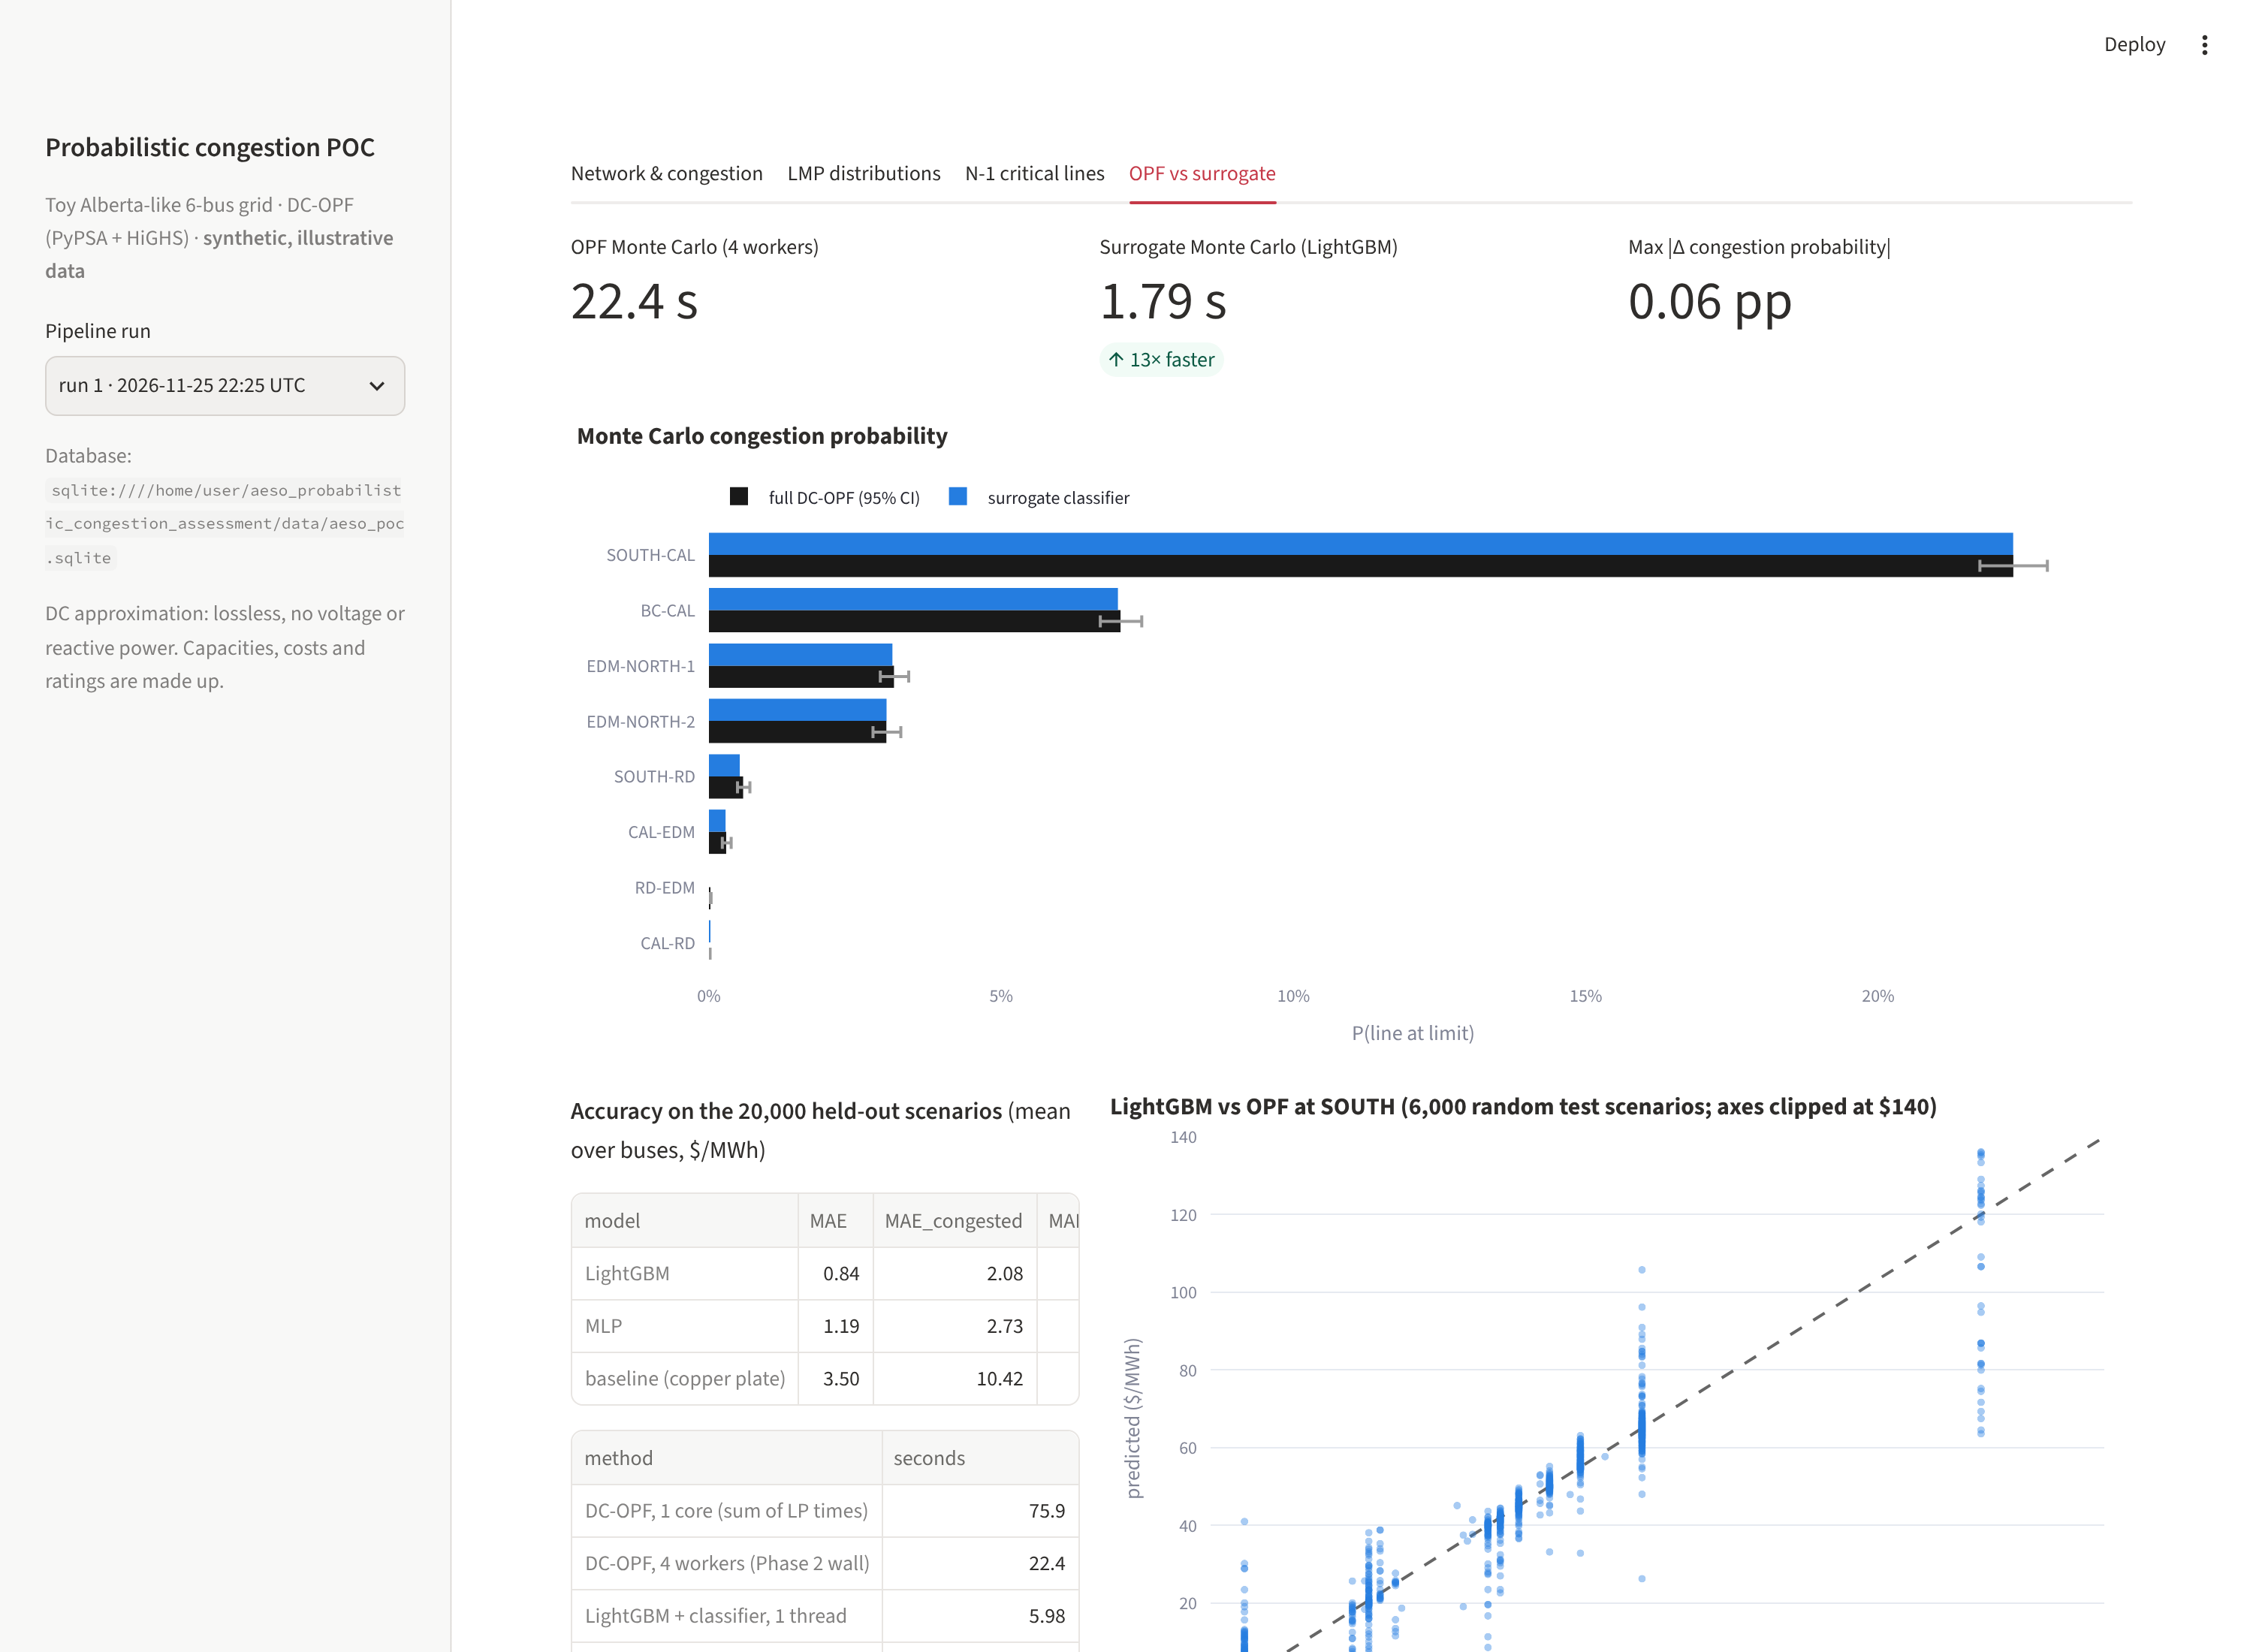 Deploy
Probabilistic congestion POC
Toy Alberta-like 6-bus grid · DC-OPF
(PyPSA + HiGHS) · synthetic, illustrative
data
Pipeline run
run 1 · 2026-11-25 22:25 UTC
Database:
sqlite:////home/user/aeso_probabilist
ic_congestion_assessment/data/aeso_poc
.sqlite
DC approximation: lossless, no voltage or
reactive power. Capacities, costs and
ratings are made up.
Network & congestion LMP distributions N-1 critical lines OPF vs surrogate
OPF Monte Carlo (4 workers)
22.4 s
Surrogate Monte Carlo (LightGBM)
1.79 s
↑ 13× faster
Max |Δ congestion probability|
0.06 pp
Monte Carlo congestion probability
full DC-OPF (95% CI) surrogate classifier
SOUTH-CAL
BC-CAL
EDM-NORTH-1
EDM-NORTH-2
SOUTH-RD
CAL-EDM
RD-EDM
CAL-RD
0% 5% 10% 15% 20%
P(line at limit)
Accuracy on the 20,000 held-out scenarios (mean
over buses, $/MWh)
model MAE MAE_congested MAI
LightGBM 0.84 2.08
MLP 1.19 2.73
baseline (copper plate) 3.50 10.42
method seconds
DC-OPF, 1 core (sum of LP times) 75.9
DC-OPF, 4 workers (Phase 2 wall) 22.4
LightGBM + classifier, 1 thread 5.98
LightGBM vs OPF at SOUTH (6,000 random test scenarios; axes clipped at $140)
140
120
100
80
60
40
20
predicted ($/MWh)